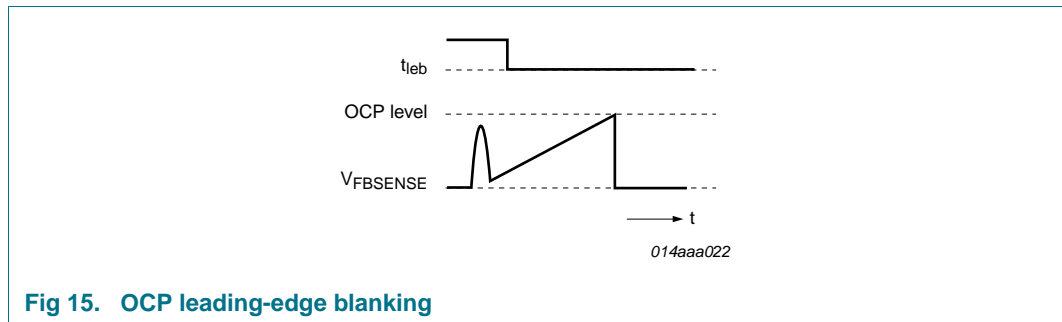 tleb
OCP level
VFBSENSE
t
014aaa022
Fig 15. OCP leading-edge blanking